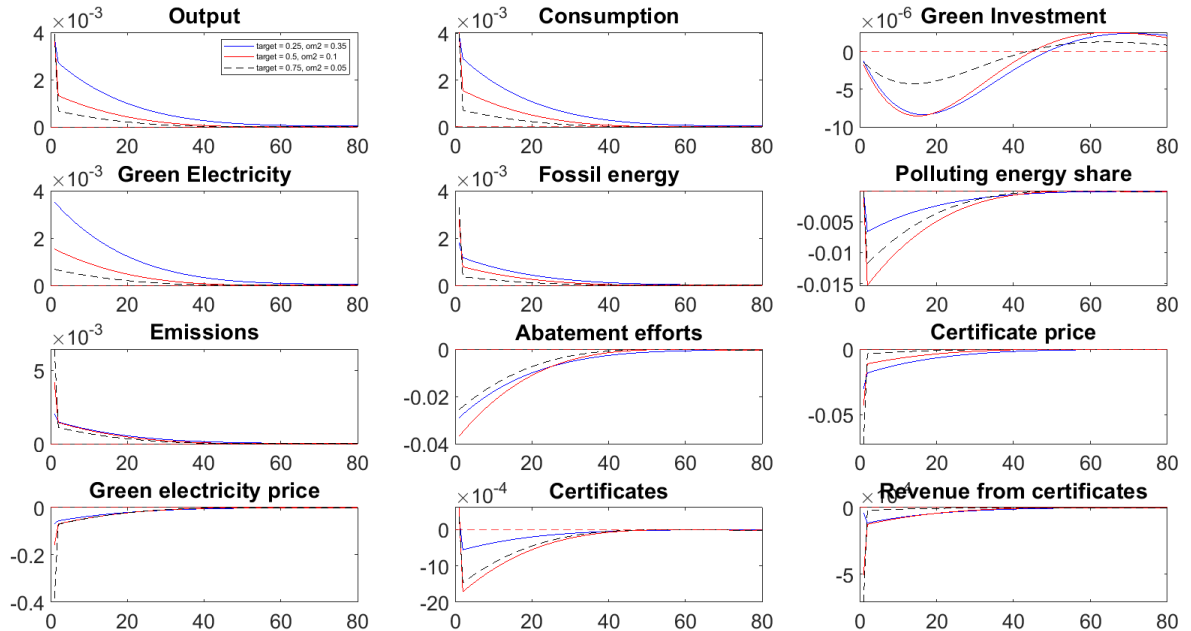 Output
×10⁻³
4
2
0
0 20 40 60 80
target = 0.25, om2 = 0.35
target = 0.5, om2 = 0.1
target = 0.75, om2 = 0.05
Consumption
×10⁻³
4
2
0
0 20 40 60 80
Green Investment
×10⁻⁶
0
-5
-10
0 20 40 60 80
Green Electricity
×10⁻³
4
2
0
0 20 40 60 80
Fossil energy
×10⁻³
4
2
0
0 20 40 60 80
Polluting energy share
-0.005
-0.01
-0.015
0 20 40 60 80
Emissions
×10⁻³
5
0
0 20 40 60 80
Abatement efforts
0
-0.02
-0.04
0 20 40 60 80
Certificate price
0
-0.05
0 20 40 60 80
Green electricity price
0
-0.2
-0.4
0 20 40 60 80
Certificates
×10⁻⁴
0
-10
-20
0 20 40 60 80
Revenue from certificates
×10⁻⁴
0
-5
0 20 40 60 80